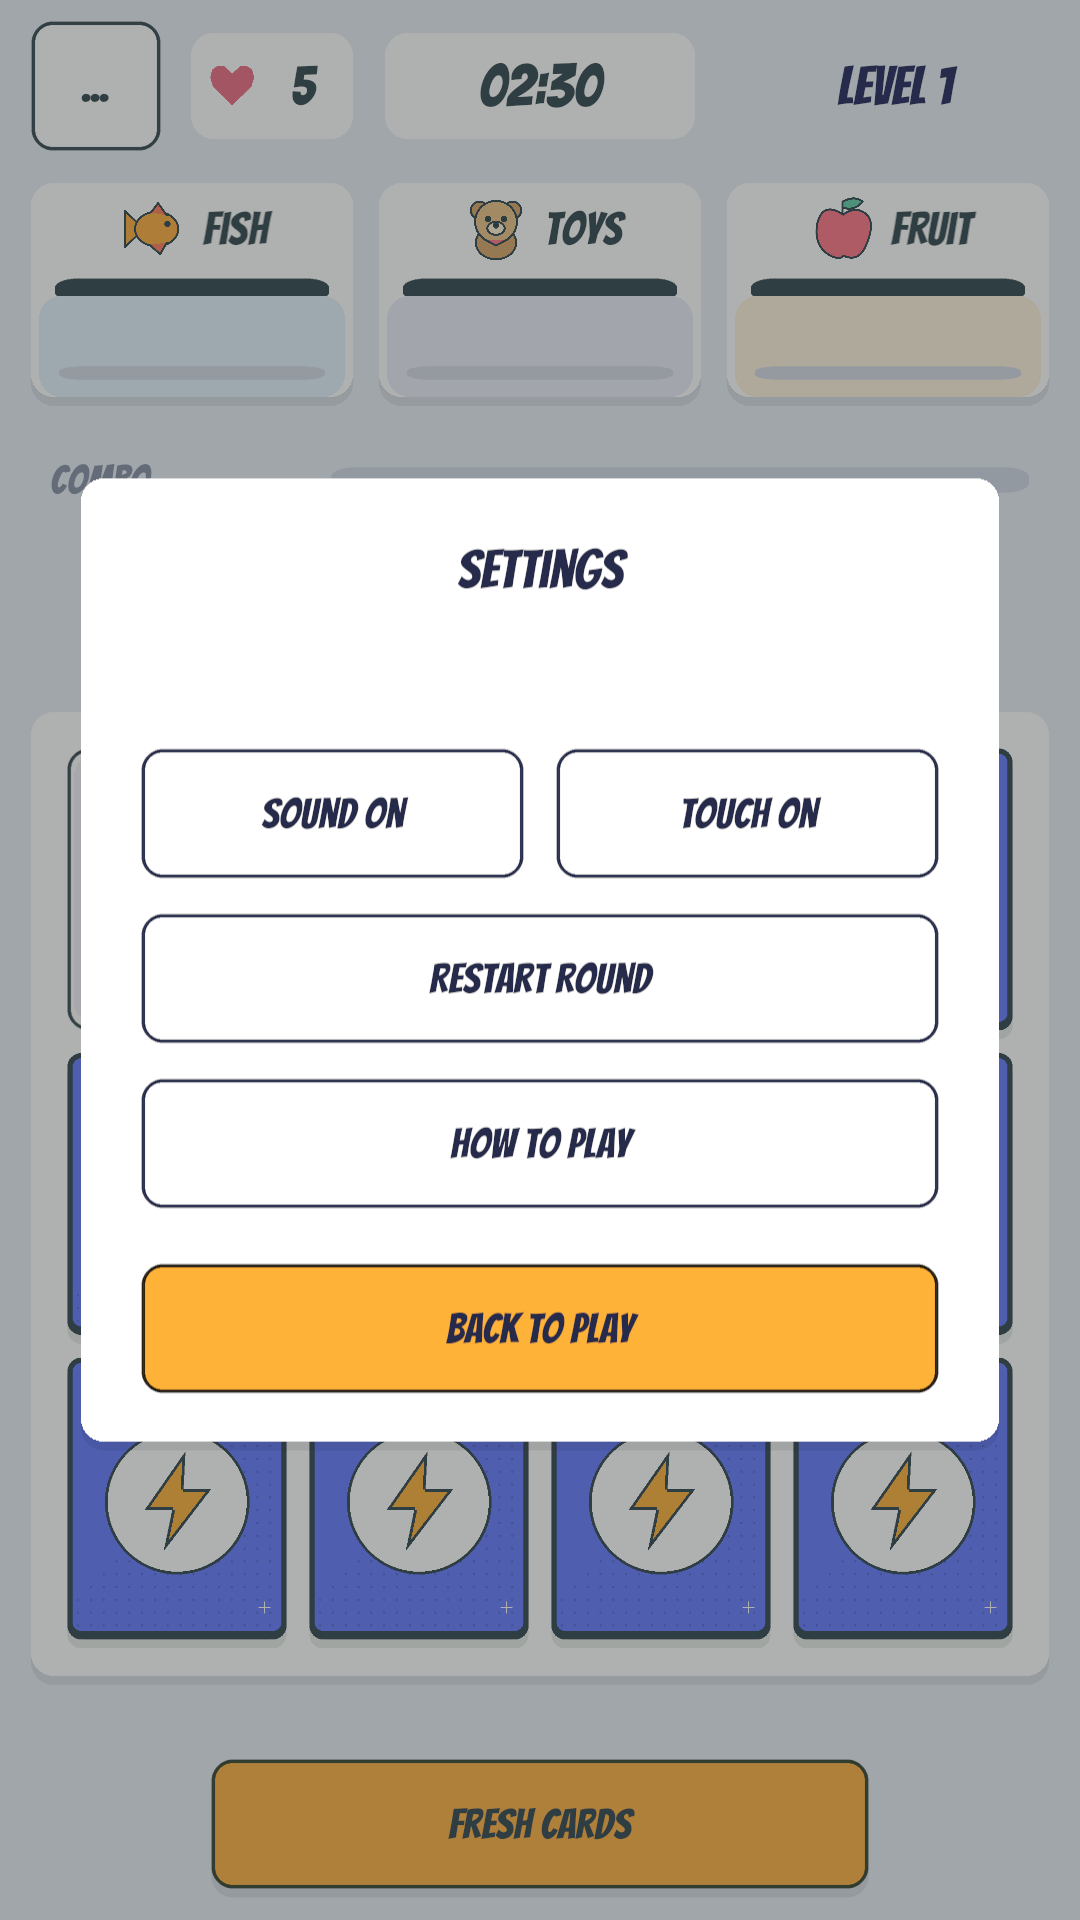 ...
5
02:30
LEVEL 1
FISH
TOYS
FRUIT
COMBO
SETTINGS
SOUND ON
TOUCH ON
RESTART ROUND
HOW TO PLAY
BACK TO PLAY
FRESH CARDS